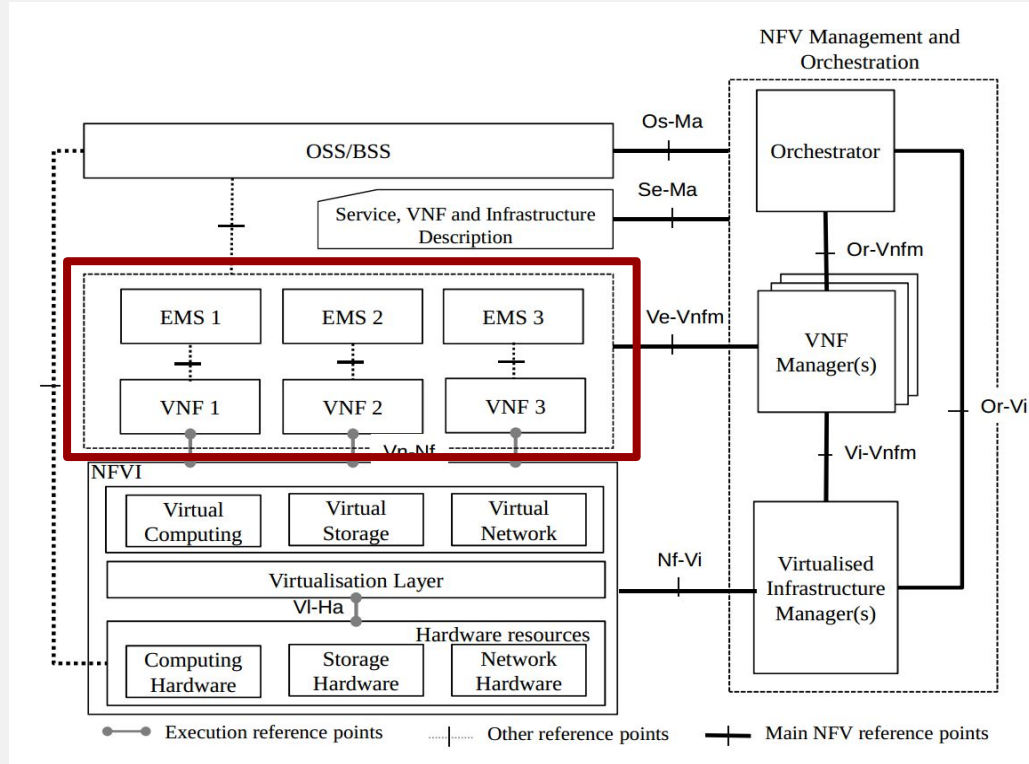 NFV Management and
Orchestration
Os-Ma
OSS/BSS
Orchestrator
Se-Ma
Service, VNF and Infrastructure
Description
Or-Vnfm
EMS 1
EMS 2
EMS 3
Ve-Vnfm
VNF
Manager(s)
VNF 1
VNF 2
VNF 3
Or-Vi
Vn-Nf
Vi-Vnfm
NFVI
Virtual
Computing
Virtual
Storage
Virtual
Network
Nf-Vi
Virtualised
Infrastructure
Manager(s)
Virtualisation Layer
Vl-Ha
Hardware resources
Computing
Hardware
Storage
Hardware
Network
Hardware
Execution reference points
Other reference points
Main NFV reference points